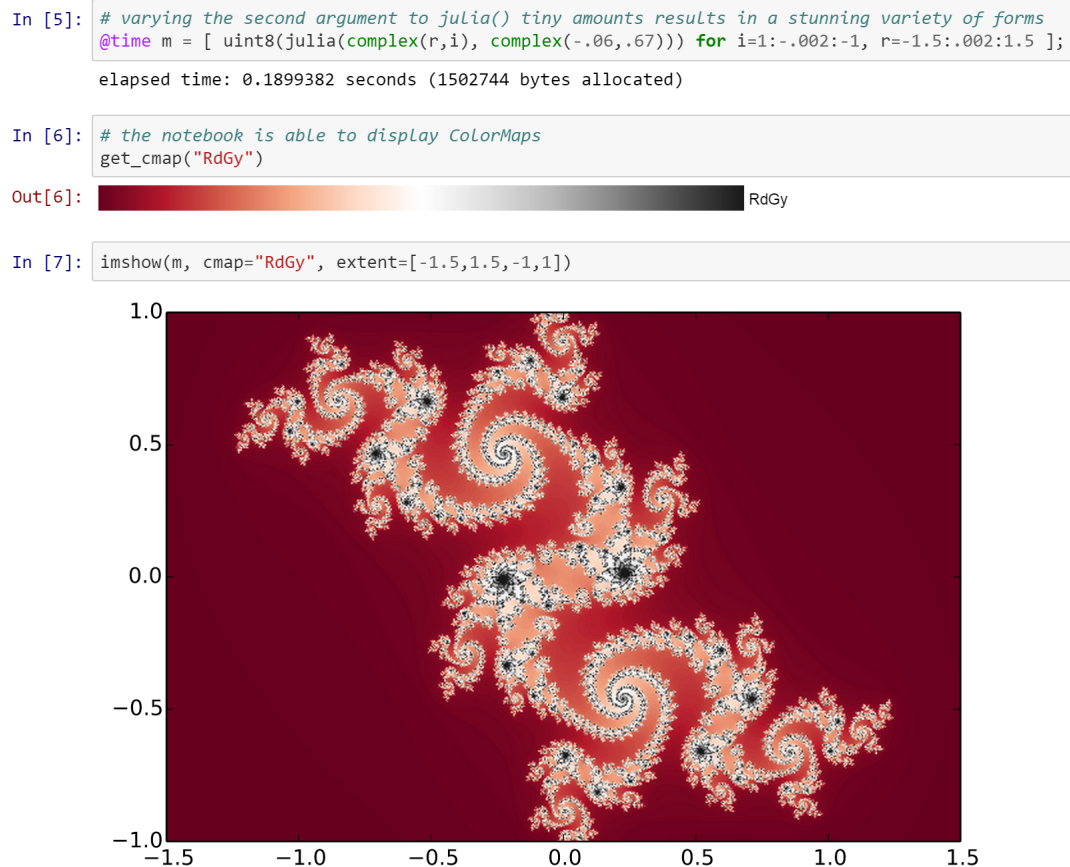 In [5]: # varying the second argument to julia() tiny amounts results in a stunning variety of forms
@time m = [ uint8(julia(complex(r,i), complex(-.06,.67))) for i=1:-.002:-1, r=-1.5:.002:1.5 ];
elapsed time: 0.1899382 seconds (1502744 bytes allocated)
In [6]: # the notebook is able to display ColorMaps
get_cmap("RdGy")
Out[6]: RdGy
In [7]: imshow(m, cmap="RdGy", extent=[-1.5,1.5,-1,1])
1.0
0.5
0.0
−0.5
−1.0
−1.5 −1.0 −0.5 0.0 0.5 1.0 1.5